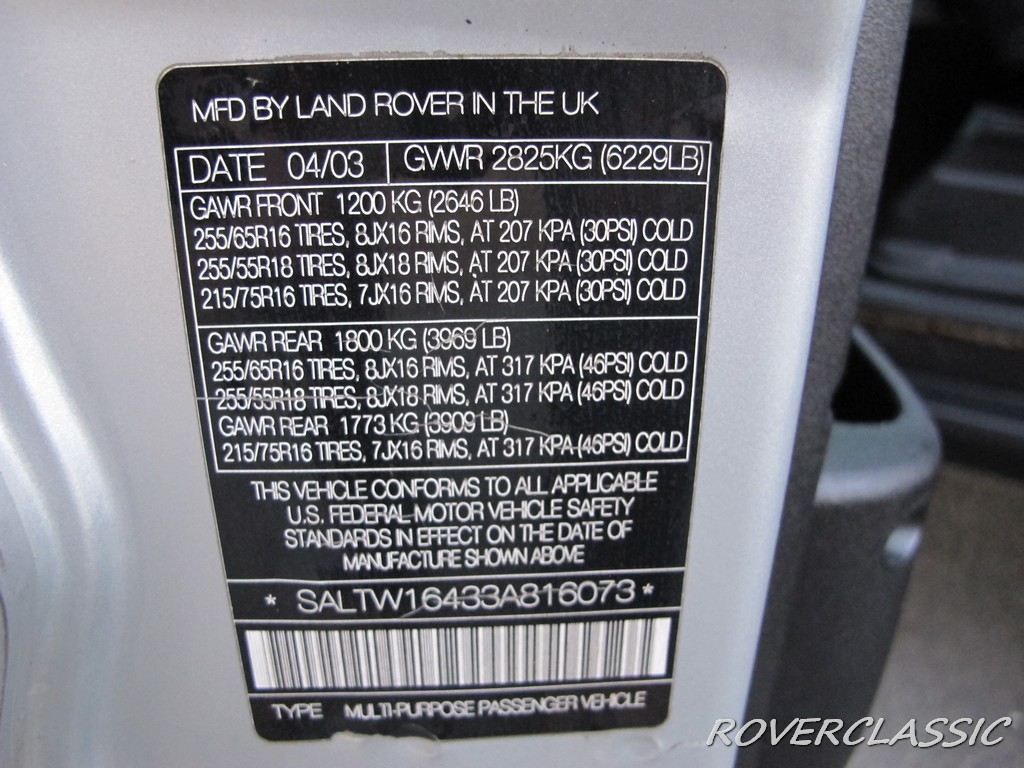 MFD BY LAND ROVER IN THE UK
DATE 04/03 GVWR 2825KG (6229LB)
GAWR FRONT 1200 KG (2646 LB)
255/65R16 TIRES, 8JX16 RIMS, AT 207 KPA (30PSI) COLD
255/55R18 TIRES, 8JX18 RIMS, AT 207 KPA (30PSI) COLD
215/75R16 TIRES, 7JX16 RIMS, AT 207 KPA (30PSI) COLD
GAWR REAR 1800 KG (3969 LB)
255/65R16 TIRES, 8JX16 RIMS, AT 317 KPA (46PSI) COLD
255/55R18 TIRES, 8JX18 RIMS, AT 317 KPA (46PSI) COLD
GAWR REAR 1773 KG (3909 LB)
215/75R16 TIRES, 7JX16 RIMS, AT 317 KPA (46PSI) COLD
THIS VEHICLE CONFORMS TO ALL APPLICABLE
U.S. FEDERAL MOTOR VEHICLE SAFETY
STANDARDS IN EFFECT ON THE DATE OF
MANUFACTURE SHOWN ABOVE
* SALTW16433A816073 *
TYPE MULTI-PURPOSE PASSENGER VEHICLE
ROVERCLASSIC